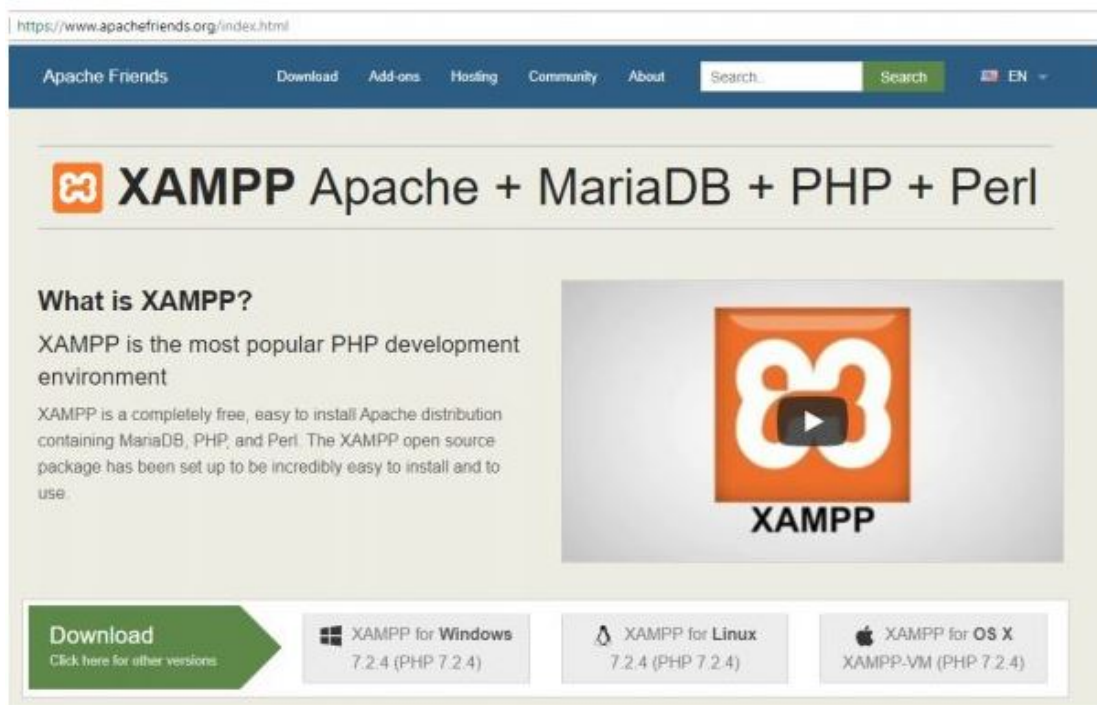 https://www.apachefriends.org/index.html
Apache Friends Download Add-ons Hosting Community About Search.. Search EN
XAMPP Apache + MariaDB + PHP + Perl
What is XAMPP?
XAMPP is the most popular PHP development
environment
XAMPP is a completely free, easy to install Apache distribution
containing MariaDB, PHP, and Perl. The XAMPP open source
package has been set up to be incredibly easy to install and to
use.
XAMPP
Download
Click here for other versions
XAMPP for Windows
7.2.4 (PHP 7.2.4)
XAMPP for Linux
7.2.4 (PHP 7.2.4)
XAMPP for OS X
XAMPP-VM (PHP 7.2.4)